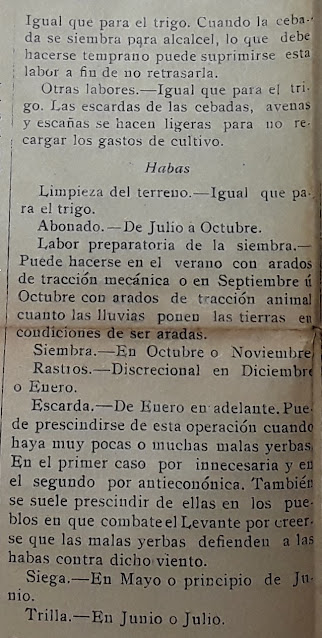 Igual que para el trigo. Cuando la ceba-
da se siembra para alcalcel, lo que debe
hacerse temprano puede suprimirse esta
labor a fin de no retrasarla.
Otras labores.—Igual que para el tri-
go. Las escardas de las cebadas, avenas
y escañas se hacen ligeras para no re-
cargar los gastos de cultivo.
Habas
Limpieza del terreno.—Igual que pa-
ra el trigo.
Abonado.—De Julio a Octubre.
Labor preparatoria de la siembra.—
Puede hacerse en el verano con arados
de tracción mecánica o en Septiembre ú
Octubre con arados de tracción animal
cuanto las lluvias ponen las tierras en
condiciones de ser aradas.
Siembra.—En Octubre o Noviembre
Rastros.—Discrecional en Diciembre
o Enero.
Escarda.—De Enero en adelante. Pue-
de prescindirse de esta operación cuando
haya muy pocas o muchas malas yerbas
En el primer caso por innecesaria y en
el segundo por antieconónica. También
se suele prescindir de ellas en los pue-
blos en que combate el Levante por creer-
se que las malas yerbas defienden a las
habas contra dicho viento.
Siega.—En Mayo o principio de Ju-
nio.
Trilla.—En Junio o Julio.